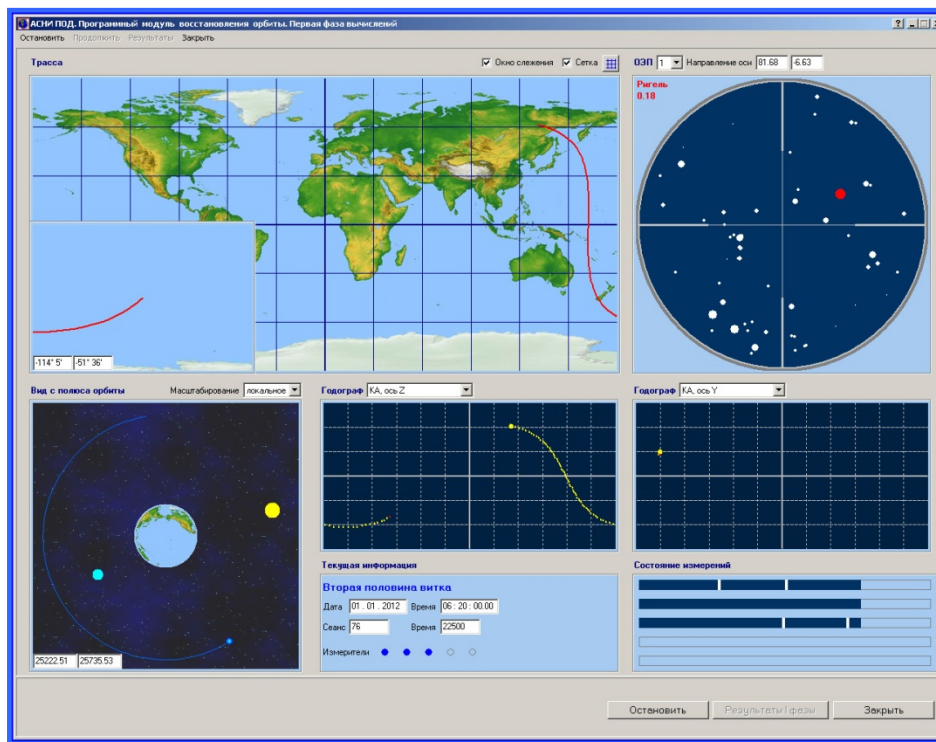 АСНИ ПОД. Программный модуль восстановления орбиты. Первая фаза вычислений
Остановить Продолжить Результаты Закрыть
Трасса Окно слежения Сетка
ОЭП 1 Направление оси 81.68 -6.63
Ригель
0.18
-114° 5' -51° 36'
Вид с полюса орбиты Масштабирование локальное
Годограф КА, ось Z
Годограф КА, ось Y
25222.51 25735.53
Текущая информация
Вторая половина витка
Дата 01 . 01 . 2012 Время 06 : 20 : 00.00
Сеанс 76 Время 22500
Измерители
Состояние измерений
Остановить Результаты I фазы Закрыть